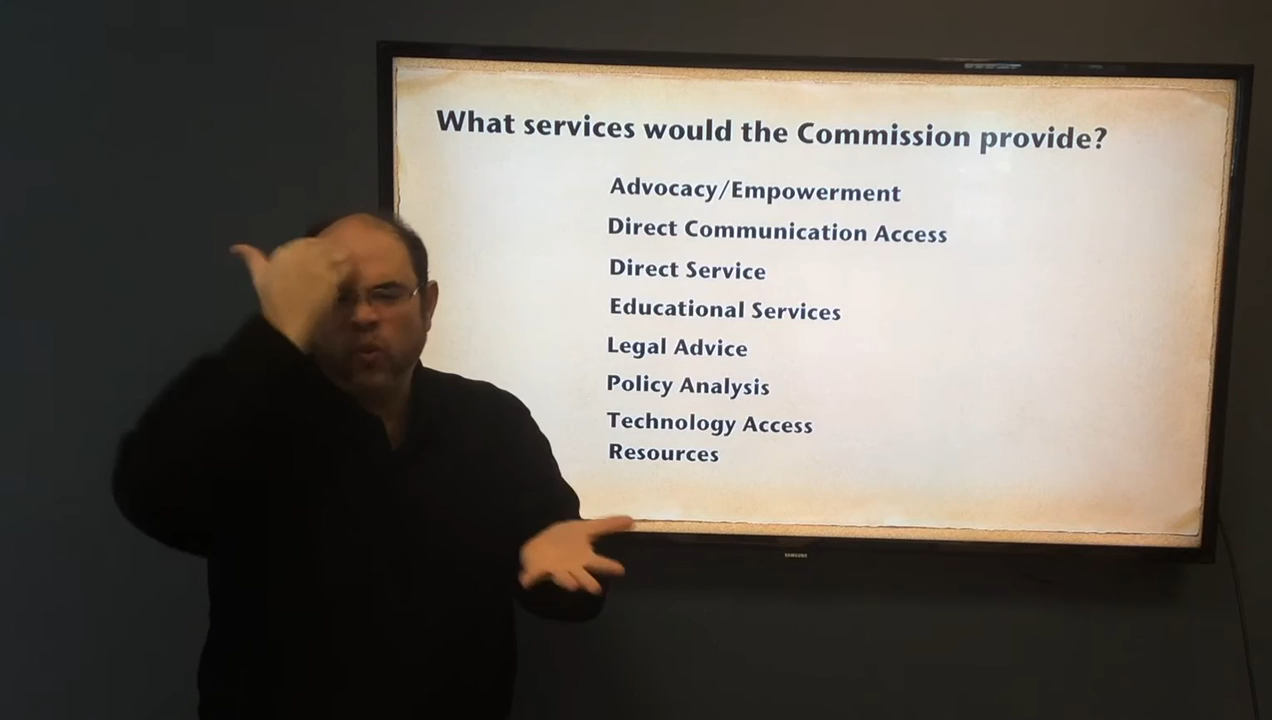 What services would the Commission provide?
Advocacy/Empowerment
Direct Communication Access
Direct Service
Educational Services
Legal Advice
Policy Analysis
Technology Access
Resources
SAMSUNG